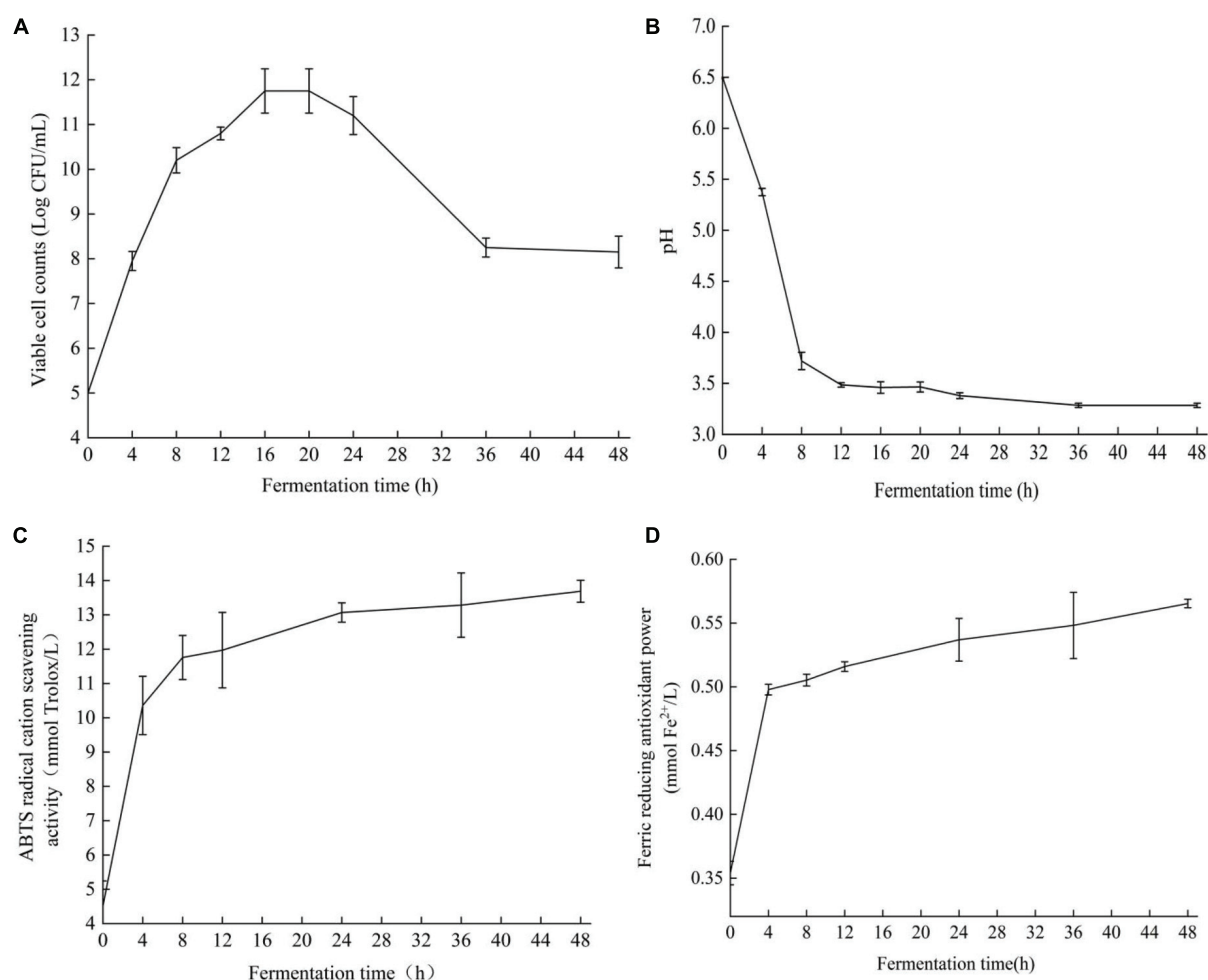 A
13
12
11
10
9
8
7
6
5
4
Viable cell counts (Log CFU/mL)
0 4 8 12 16 20 24 28 32 36 40 44 48
Fermentation time (h)
B
7.0
6.5
6.0
5.5
5.0
4.5
4.0
3.5
3.0
pH
0 4 8 12 16 20 24 28 32 36 40 44 48
Fermentation time (h)
C
15
14
13
12
11
10
9
8
7
6
5
4
ABTS radical cation scavening
activity（mmol Trolox/L）
0 4 8 12 16 20 24 28 32 36 40 44 48
Fermentation time（h）
D
0.60
0.55
0.50
0.45
0.40
0.35
Ferric reducing antioxidant power
(mmol Fe²⁺/L)
0 4 8 12 16 20 24 28 32 36 40 44 48
Fermentation time(h)